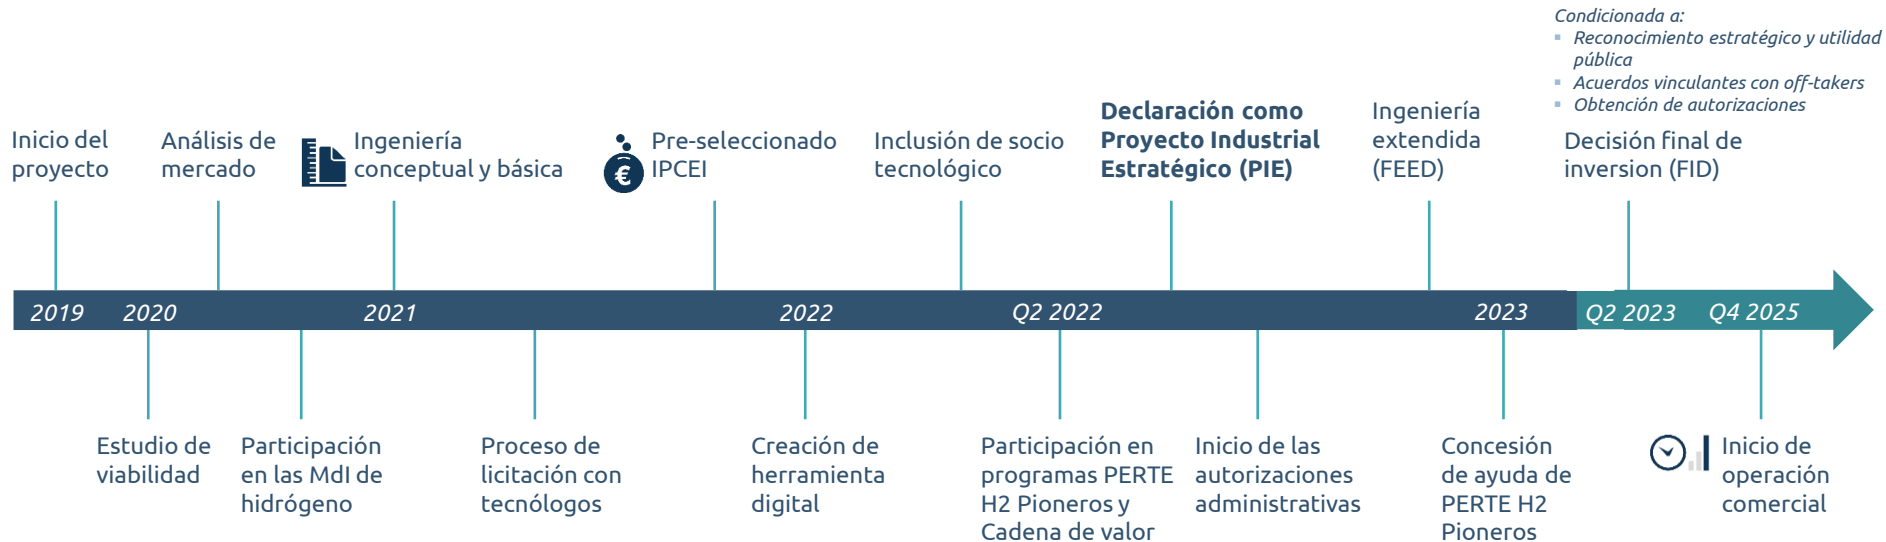 Condicionada a:
Reconocimiento estratégico y utilidad
pública
Acuerdos vinculantes con off-takers
Obtención de autorizaciones
Inicio del
proyecto
Análisis de
mercado
Ingeniería
conceptual y básica
Pre-seleccionado
IPCEI
€
Inclusión de socio
tecnológico
Declaración como
Proyecto Industrial
Estratégico (PIE)
Ingeniería
extendida
(FEED)
Decisión final de
inversion (FID)
2019
2020
2021
2022
Q2 2022
2023
Q2 2023
Q4 2025
Estudio de
viabilidad
Participación
en las MdI de
hidrógeno
Proceso de
licitación con
tecnólogos
Creación de
herramienta
digital
Participación en
programas PERTE
H2 Pioneros y
Cadena de valor
Inicio de las
autorizaciones
administrativas
Concesión
de ayuda de
PERTE H2
Pioneros
Inicio de
operación
comercial